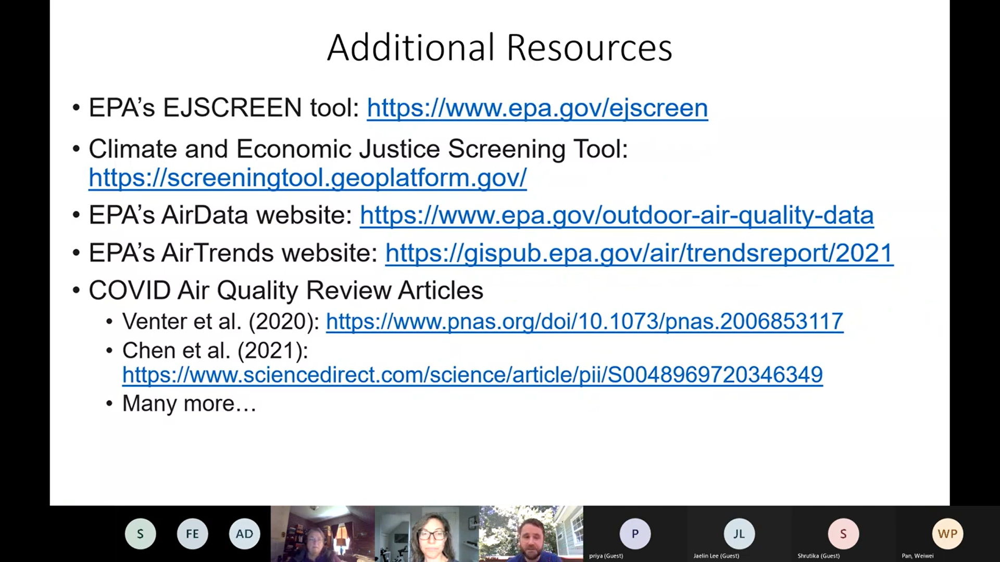 Additional Resources
• EPA’s EJSCREEN tool: https://www.epa.gov/ejscreen
• Climate and Economic Justice Screening Tool:
https://screeningtool.geoplatform.gov/
• EPA’s AirData website: https://www.epa.gov/outdoor-air-quality-data
• EPA’s AirTrends website: https://gispub.epa.gov/air/trendsreport/2021
• COVID Air Quality Review Articles
• Venter et al. (2020): https://www.pnas.org/doi/10.1073/pnas.2006853117
• Chen et al. (2021):
https://www.sciencedirect.com/science/article/pii/S0048969720346349
• Many more…
S FE AD P JL S WP
priya (Guest) Jaelin Lee (Guest) Shrutika (Guest) Pan, Weiwei